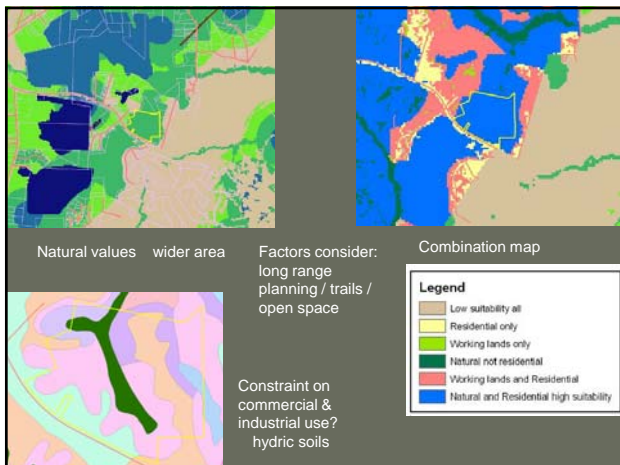 Natural values wider area
Factors consider:
long range
planning / trails /
open space
Combination map
Legend
Low suitability all
Residential only
Working lands only
Natural not residential
Working lands and Residential
Natural and Residential high suitability
Constraint on
commercial &
industrial use?
hydric soils